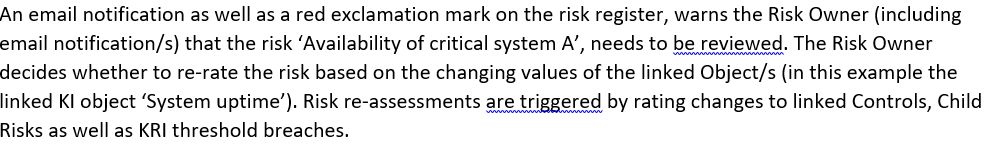 An email notification as well as a red exclamation mark on the risk register, warns the Risk Owner (including
email notification/s) that the risk ‘Availability of critical system A’, needs to be reviewed. The Risk Owner
decides whether to re-rate the risk based on the changing values of the linked Object/s (in this example the
linked KI object ‘System uptime’). Risk re-assessments are triggered by rating changes to linked Controls, Child
Risks as well as KRI threshold breaches.